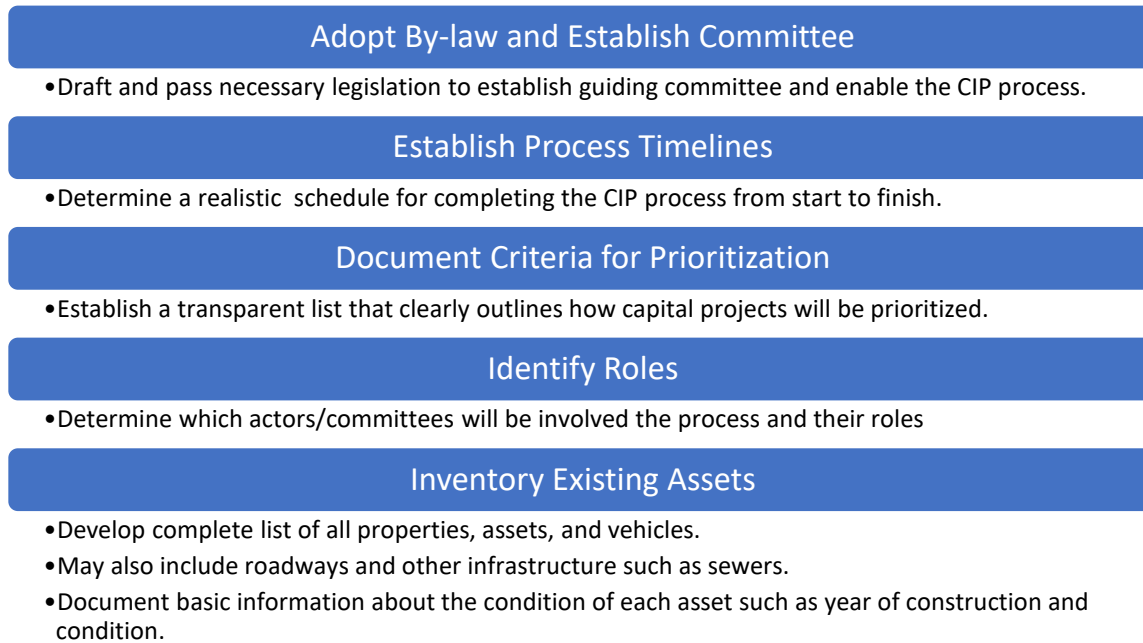 Adopt By-law and Establish Committee
•Draft and pass necessary legislation to establish guiding committee and enable the CIP process.
Establish Process Timelines
•Determine a realistic  schedule for completing the CIP process from start to finish.
Document Criteria for Prioritization
•Establish a transparent list that clearly outlines how capital projects will be prioritized.
Identify Roles
•Determine which actors/committees will be involved the process and their roles
Inventory Existing Assets
•Develop complete list of all properties, assets, and vehicles.
•May also include roadways and other infrastructure such as sewers.
•Document basic information about the condition of each asset such as year of construction and
condition.